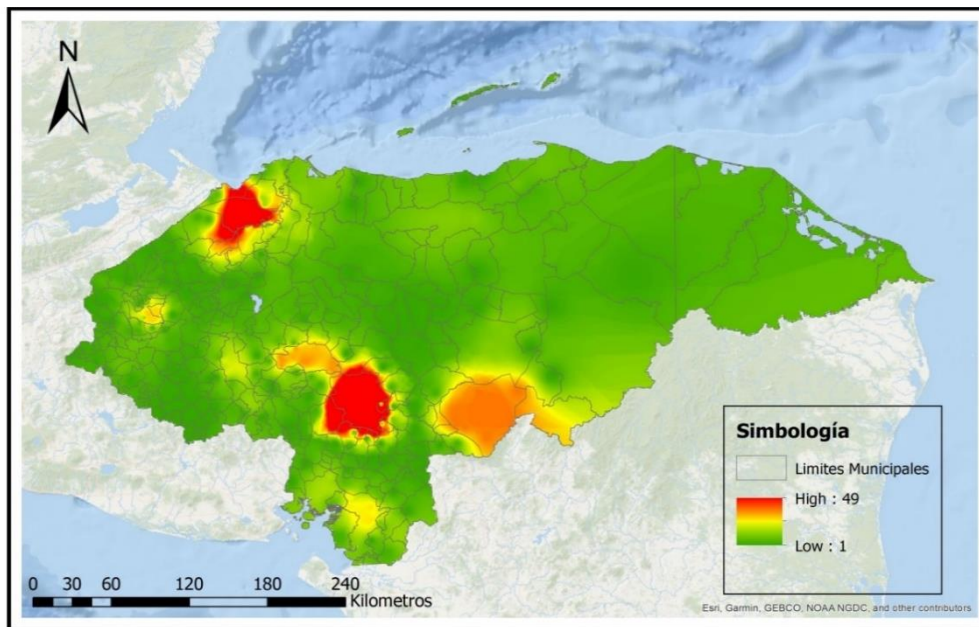 N
Simbología
Limites Municipales
High : 49
Low : 1
0 30 60 120 180 240
Kilometros
Esri, Garmin, GEBCO, NOAA NGDC, and other contributors